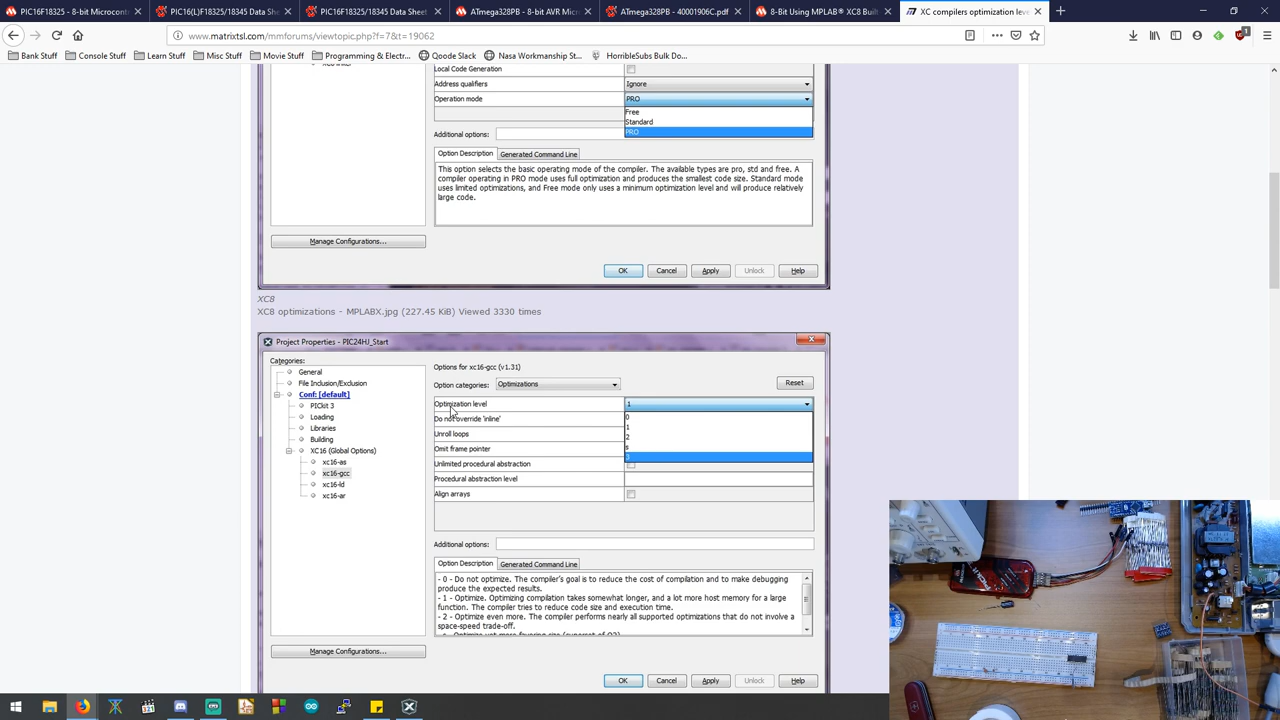 PIC16F18325 - 8-bit Microcont
PIC16(L)F18325/18345 Data She
PIC16F18325/18345 Data Sheet
ATmega328PB - 8-bit AVR Micro
ATmega328PB - 40001906C.pdf
8-Bit Using MPLAB® XC8 Built
XC compilers optimization leve
www.matrixtsl.com/mmforums/viewtopic.php?f=7&t=19062
Bank Stuff
Console Stuff
Learn Stuff
Misc Stuff
Movie Stuff
Programming & Electr...
Qoode Slack
Nasa Workmanship St...
HorribleSubs Bulk Do...
Local Code Generation
Address qualifiers Ignore
Operation mode PRO
Free
Standard
PRO
Additional options:
Option Description Generated Command Line
This option selects the basic operating mode of the compiler. The available types are pro, std and free. A
compiler operating in PRO mode uses full optimization and produces the smallest code size. Standard mode
uses limited optimizations, and Free mode only uses a minimum optimization level and will produce relatively
large code.
Manage Configurations...
OK Cancel Apply Unlock Help
XC8
XC8 optimizations - MPLABX.jpg (227.45 KiB) Viewed 3330 times
Project Properties - PIC24HJ_Start
Categories:
General
File Inclusion/Exclusion
Conf: [default]
PICkit 3
Loading
Libraries
Building
XC16 (Global Options)
xc16-as
xc16-gcc
xc16-ld
xc16-ar
Options for xc16-gcc (v1.31)
Option categories: Optimizations Reset
Optimization level 1
0
1
2
s
3
Do not override 'inline'
Unroll loops
Omit frame pointer
Unlimited procedural abstraction
Procedural abstraction level
Align arrays
Additional options:
Option Description Generated Command Line
- 0 - Do not optimize. The compiler's goal is to reduce the cost of compilation and to make debugging
produce the expected results.
- 1 - Optimize. Optimizing compilation takes somewhat longer, and a lot more host memory for a large
function. The compiler tries to reduce code size and execution time.
- 2 - Optimize even more. The compiler performs nearly all supported optimizations that do not involve a
space-speed trade-off.
Manage Configurations...
OK Cancel Apply Unlock Help